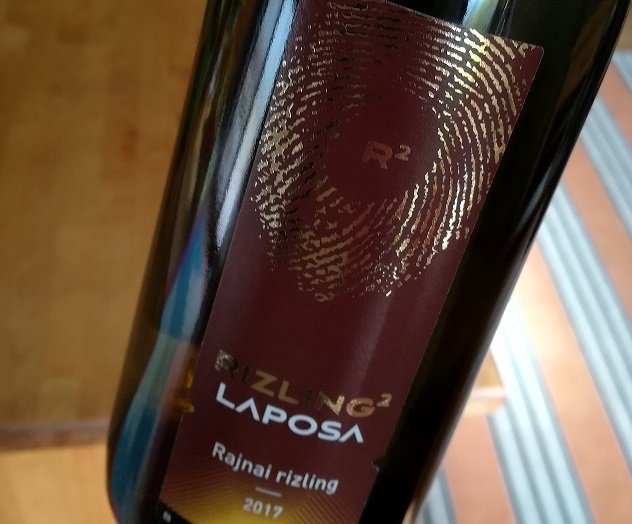 R²
RIZLING²
LAPOSA
Rajnai rizling
2017